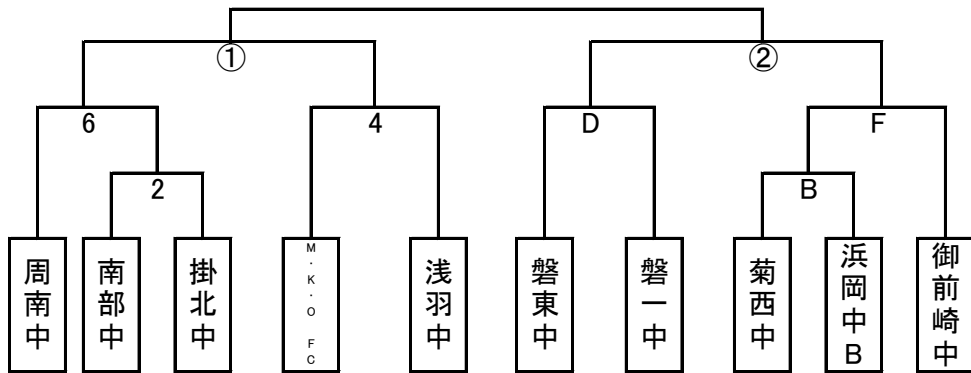 ① ②
6 4 D F
2 B
周南中
南部中
掛北中
M・K・O FC
浅羽中
磐東中
磐一中
菊西中
浜岡中B
御前崎中